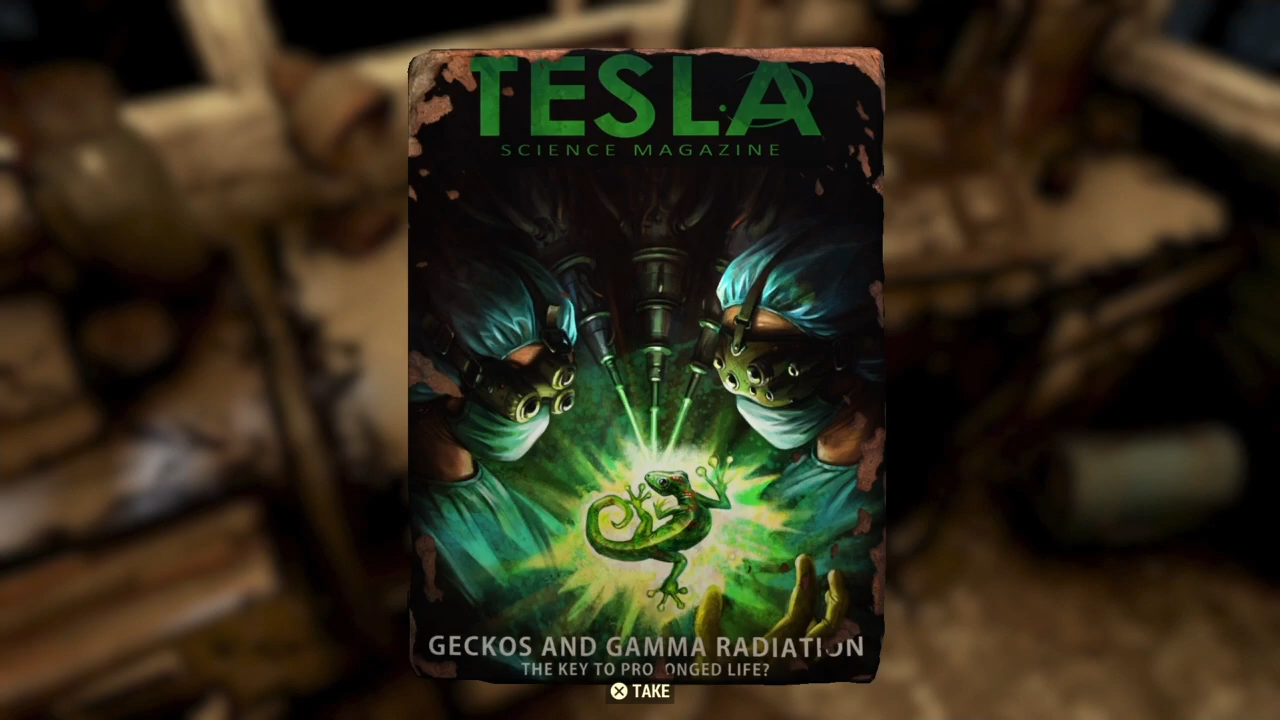 TESLA
SCIENCE MAGAZINE
GECKOS AND GAMMA RADIATION
THE KEY TO PRO ONGED LIFE?
TAKE